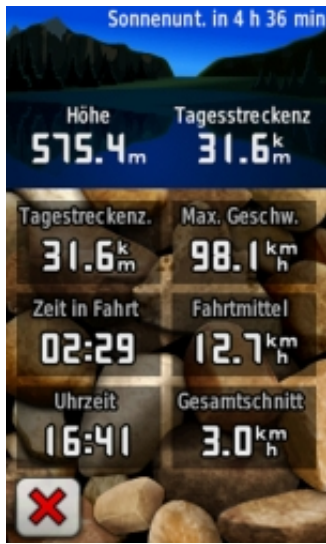 Sonnenunt. in 4 h 36 min
Höhe Tagesstreckenz
575.4m 31.6km
Tagestreckenz. Max. Geschw.
31.6km 98.1km/h
Zeit in Fahrt Fahrtmittel
02:29 12.7km/h
Uhrzeit Gesamtschnitt
16:41 3.0km/h